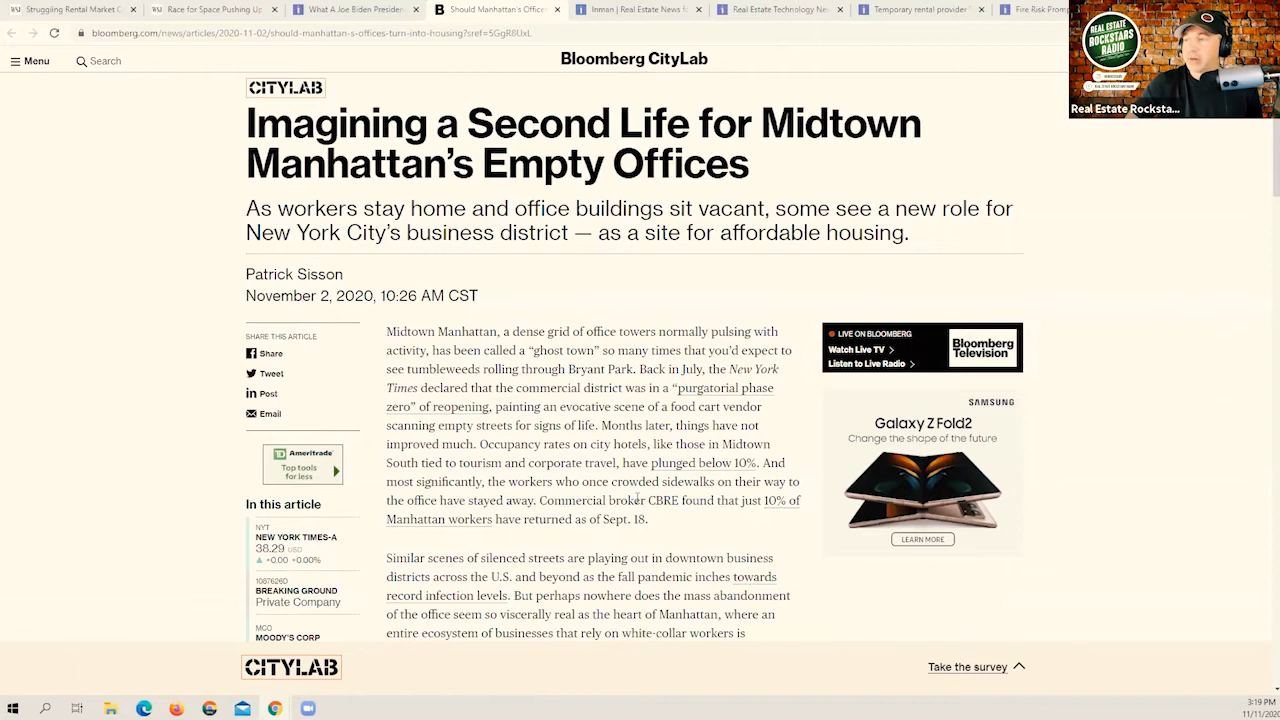 Struggling Rental Market C
Race for Space Pushing Up
What A Joe Biden Presiden
Should Manhattan's Offices
Inman | Real Estate News fo
Real Estate Technology Ne
Temporary rental provider
Fire Risk Promp
bloomberg.com/news/articles/2020-11-02/should-manhattan-s-offices-turn-into-housing?sref=5GgR8UxL
Menu
Search
Bloomberg CityLab
REAL ESTATE
ROCKSTARS
RADIO
Real Estate Rocksta...
CITYLAB
Imagining a Second Life for Midtown
Manhattan's Empty Offices
As workers stay home and office buildings sit vacant, some see a new role for
New York City's business district — as a site for affordable housing.
Patrick Sisson
November 2, 2020, 10:26 AM CST
SHARE THIS ARTICLE
Share
Tweet
Post
Email
Ameritrade
Top tools
for less
In this article
NYT
NEW YORK TIMES-A
38.29 USD
+0.00 +0.00%
1087626D
BREAKING GROUND
Private Company
MCO
MOODY'S CORP
Midtown Manhattan, a dense grid of office towers normally pulsing with
activity, has been called a “ghost town” so many times that you'd expect to
see tumbleweeds rolling through Bryant Park. Back in July, the New York
Times declared that the commercial district was in a “purgatorial phase
zero” of reopening, painting an evocative scene of a food cart vendor
scanning empty streets for signs of life. Months later, things have not
improved much. Occupancy rates on city hotels, like those in Midtown
South tied to tourism and corporate travel, have plunged below 10%. And
most significantly, the workers who once crowded sidewalks on their way to
the office have stayed away. Commercial broker CBRE found that just 10% of
Manhattan workers have returned as of Sept. 18.
Similar scenes of silenced streets are playing out in downtown business
districts across the U.S. and beyond as the fall pandemic inches towards
record infection levels. But perhaps nowhere does the mass abandonment
of the office seem so viscerally real as the heart of Manhattan, where an
entire ecosystem of businesses that rely on white-collar workers is
LIVE ON BLOOMBERG
Watch Live TV
Listen to Live Radio
Bloomberg
Television
SAMSUNG
Galaxy Z Fold2
Change the shape of the future
LEARN MORE
CITYLAB
Take the survey
3:19 PM
11/11/2020